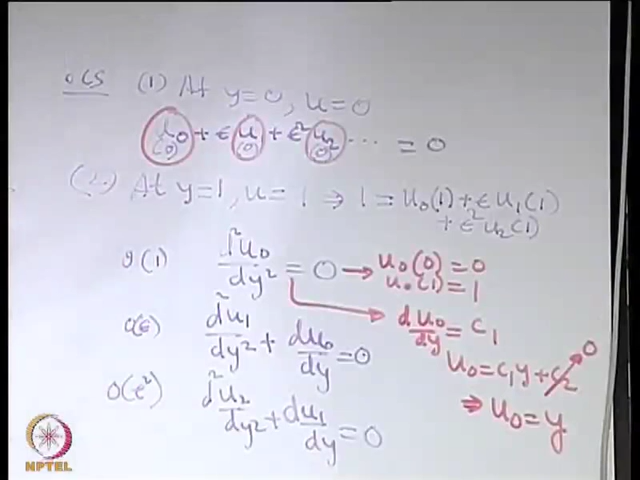 BCS (1) At y=0, u=0
u₀(0) + ϵ u(0) + ϵ² u₂(0) ... = 0
(2) At y=1, u=1 ⇒ 1 = u₀(1) + ϵ u₁(1)
+ ϵ² u₂(1)
O(1) d²u₀/dy² = 0 → u₀(0) = 0
u₀(1) = 1
du₀/dy = c₁
O(ϵ) d²u₁/dy² + du₀/dy = 0
u₀ = c₁y + c₂ 0
O(ϵ²) d²u₂/dy² + du₁/dy = 0
⇒ u₀ = y
NPTEL